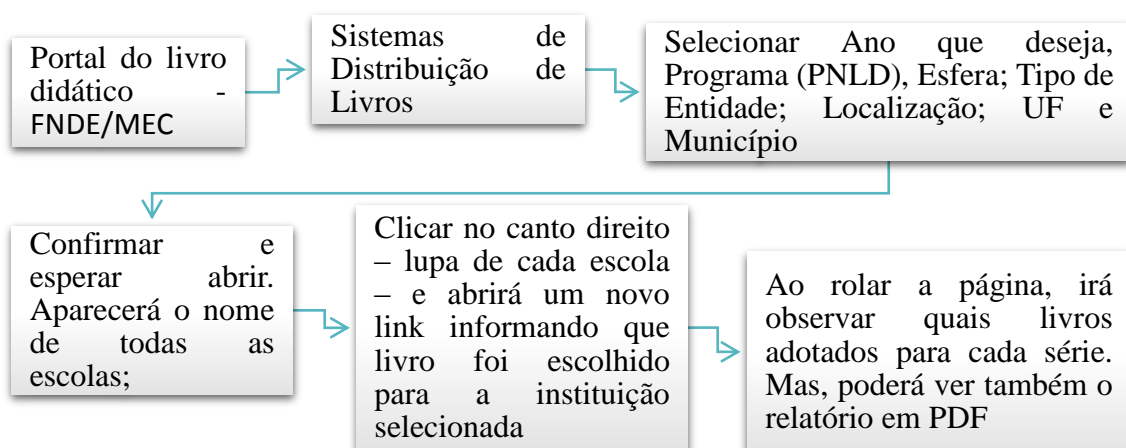 Portal do livro
didático -
FNDE/MEC
Sistemas de
Distribuição de
Livros
Selecionar Ano que deseja,
Programa (PNLD), Esfera; Tipo de
Entidade; Localização; UF e
Município
Confirmar e
esperar abrir.
Aparecerá o nome
de todas as
escolas;
Clicar no canto direito
– lupa de cada escola
– e abrirá um novo
link informando que
livro foi escolhido
para a instituição
selecionada
Ao rolar a página, irá
observar quais livros
adotados para cada série.
Mas, poderá ver também o
relatório em PDF